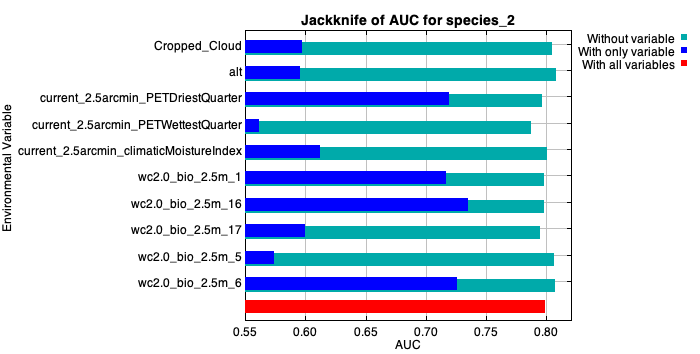 Jackknife of AUC for species_2
Without variable
With only variable
With all variables
Environmental Variable
Cropped_Cloud
alt
current_2.5arcmin_PETDriestQuarter
current_2.5arcmin_PETWettestQuarter
current_2.5arcmin_climaticMoistureIndex
wc2.0_bio_2.5m_1
wc2.0_bio_2.5m_16
wc2.0_bio_2.5m_17
wc2.0_bio_2.5m_5
wc2.0_bio_2.5m_6
0.55 0.60 0.65 0.70 0.75 0.80
AUC